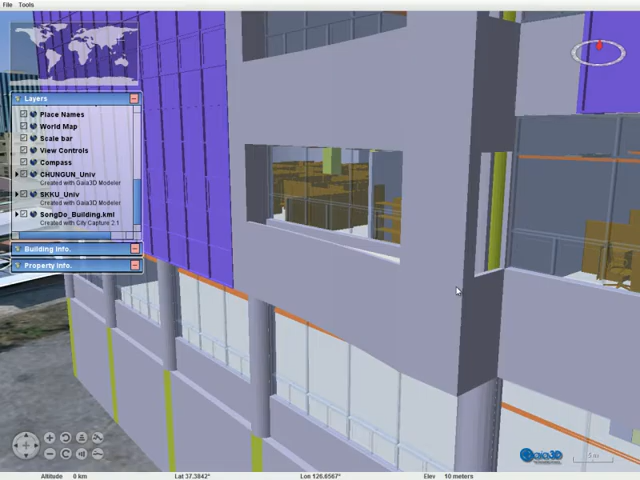 File Tools
Layers
Place Names
World Map
Scale bar
View Controls
Compass
CHUNGUN_Univ
Created with Gaia3D Modeler
SKKU_Univ
Created with Gaia3D Modeler
SongDo_Building.kml
Created with City Capture 2.1
Building Info.
Property Info.
Gaia3D
5 m
Altitude 0 km Lat 37.3842° Lon 126.6567° Elev 10 meters